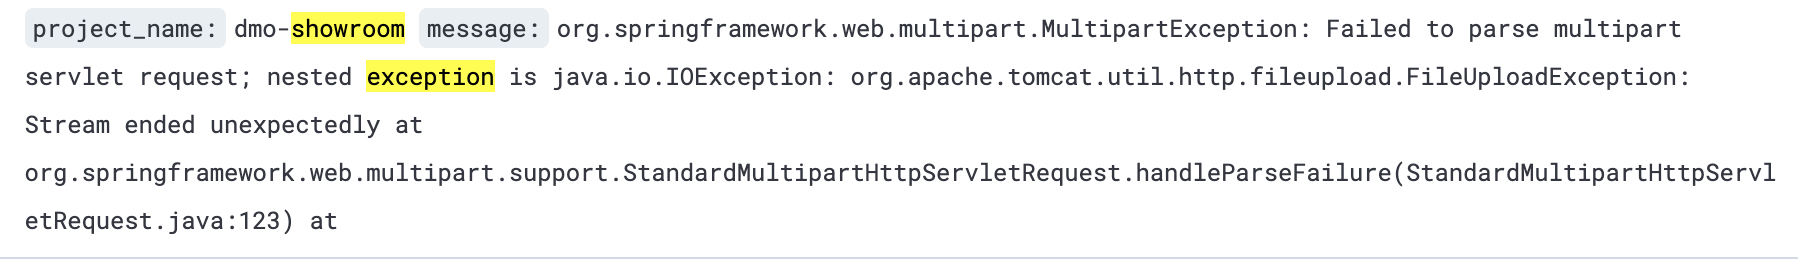 project_name: dmo-showroom message: org.springframework.web.multipart.MultipartException: Failed to parse multipart
servlet request; nested exception is java.io.IOException: org.apache.tomcat.util.http.fileupload.FileUploadException:
Stream ended unexpectedly at
org.springframework.web.multipart.support.StandardMultipartHttpServletRequest.handleParseFailure(StandardMultipartHttpServl
etRequest.java:123) at